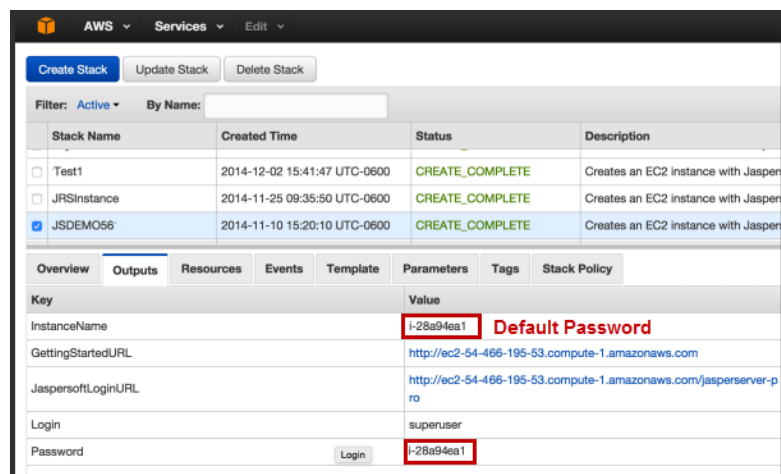 AWS Services Edit
Create Stack Update Stack Delete Stack
Filter: Active By Name:
Stack Name Created Time Status Description
Test1 2014-12-02 15:41:47 UTC-0600 CREATE_COMPLETE Creates an EC2 instance with Jaspers
JRSInstance 2014-11-25 09:35:50 UTC-0600 CREATE_COMPLETE Creates an EC2 instance with Jaspers
JSDEMO56 2014-11-10 15:20:10 UTC-0600 CREATE_COMPLETE Creates an EC2 instance with Jaspers
Overview Outputs Resources Events Template Parameters Tags Stack Policy
Key Value
InstanceName i-28a94ea1 Default Password
GettingStartedURL http://ec2-54-466-195-53.compute-1.amazonaws.com
JaspersoftLoginURL http://ec2-54-466-195-53.compute-1.amazonaws.com/jasperserver-p
ro
Login superuser
Password Login i-28a94ea1